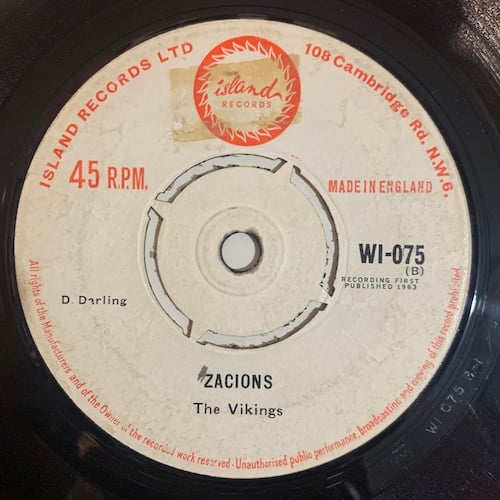 ISLAND RECORDS LTD
108 Cambridge Rd. N.W.6.
island
RECORDS
45 R.P.M.
MADE IN ENGLAND
WI-075
(B)
RECORDING FIRST
PUBLISHED 1963
D. Darling
ZACIONS
The Vikings
All rights of the Manufacturers and of the Owner of the recorded work reserved - Unauthorised public performance, Broadcasting and copying of this record prohibited.
WI-075